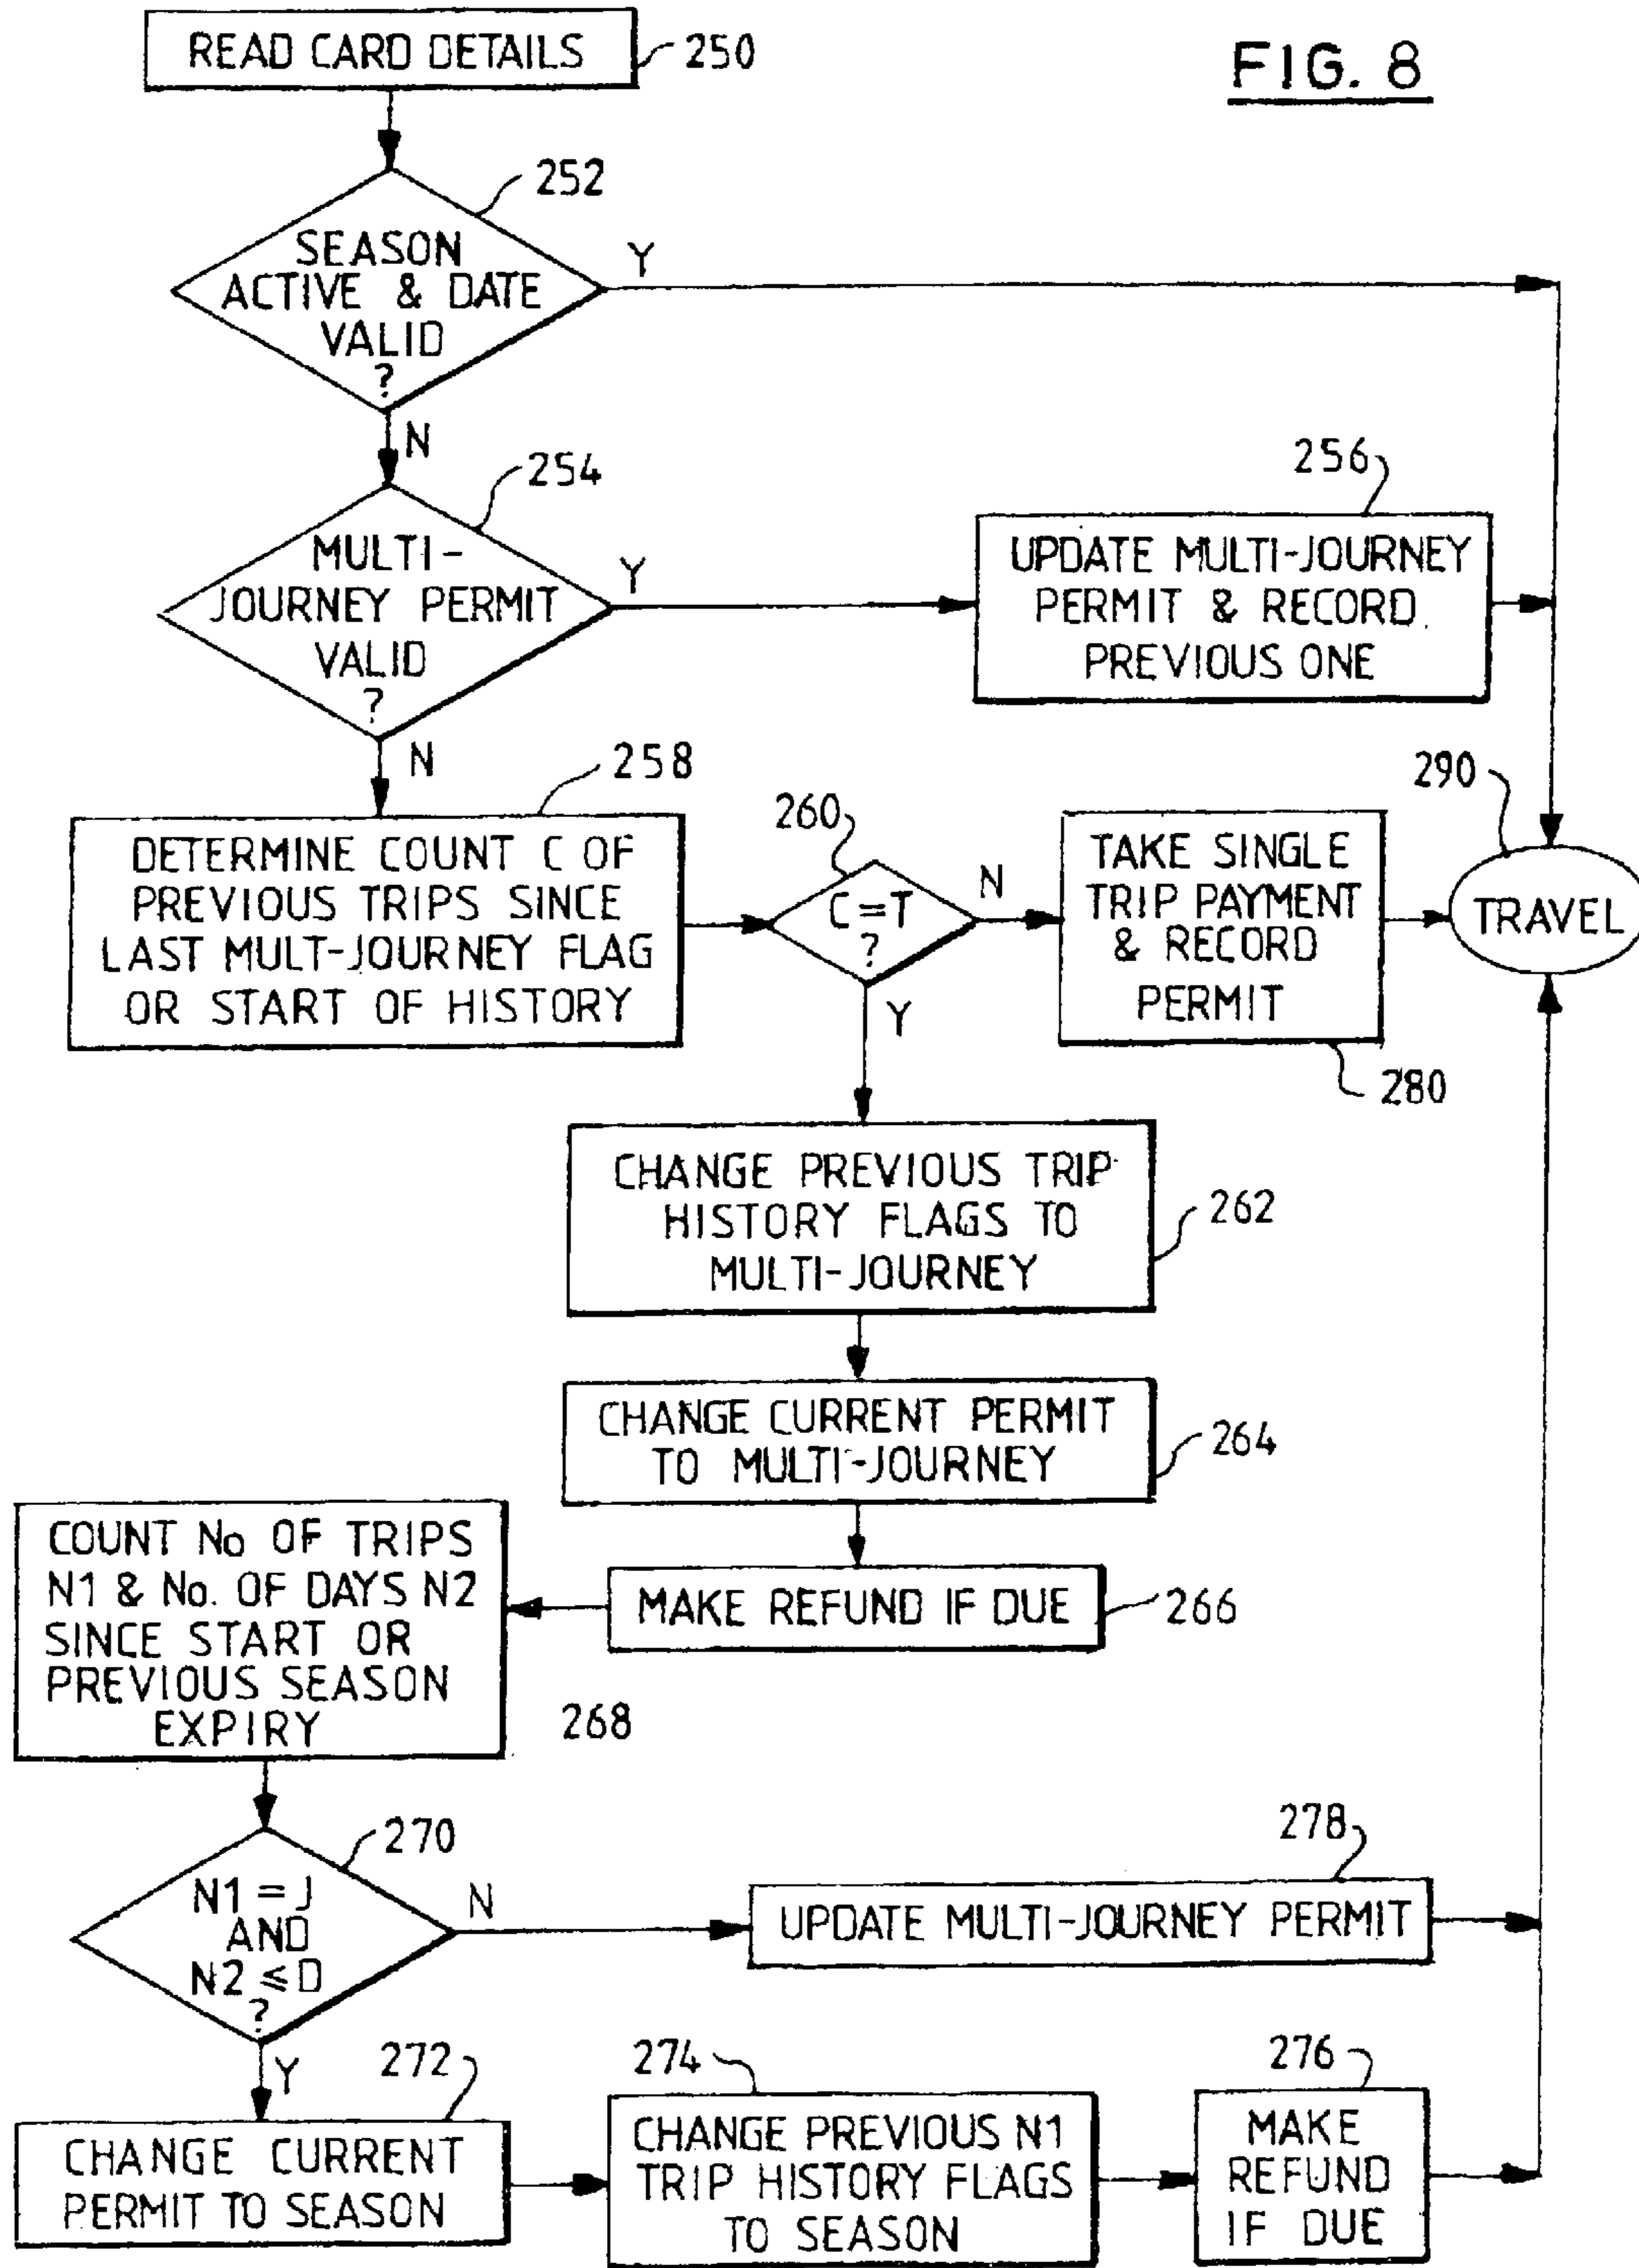 FIG. 8
READ CARD DETAILS
250
252
SEASON
ACTIVE & DATE
VALID
?
Y
N
254
MULTI-
JOURNEY PERMIT
VALID
?
Y
N
256
UPDATE MULTI-JOURNEY
PERMIT & RECORD
PREVIOUS ONE
258
DETERMINE COUNT C OF
PREVIOUS TRIPS SINCE
LAST MULT-JOURNEY FLAG
OR START OF HISTORY
260
C=T
?
N
Y
TAKE SINGLE
TRIP PAYMENT
& RECORD
PERMIT
280
290
TRAVEL
CHANGE PREVIOUS TRIP
HISTORY FLAGS TO
MULTI-JOURNEY
262
CHANGE CURRENT PERMIT
TO MULTI-JOURNEY
264
MAKE REFUND IF DUE
266
COUNT No OF TRIPS
N1 & No. OF DAYS N2
SINCE START OR
PREVIOUS SEASON
EXPIRY
268
270
N1 = J
AND
N2 ≤ D
?
N
Y
278
UPDATE MULTI-JOURNEY PERMIT
272
CHANGE CURRENT
PERMIT TO SEASON
274
CHANGE PREVIOUS N1
TRIP HISTORY FLAGS
TO SEASON
276
MAKE
REFUND
IF DUE